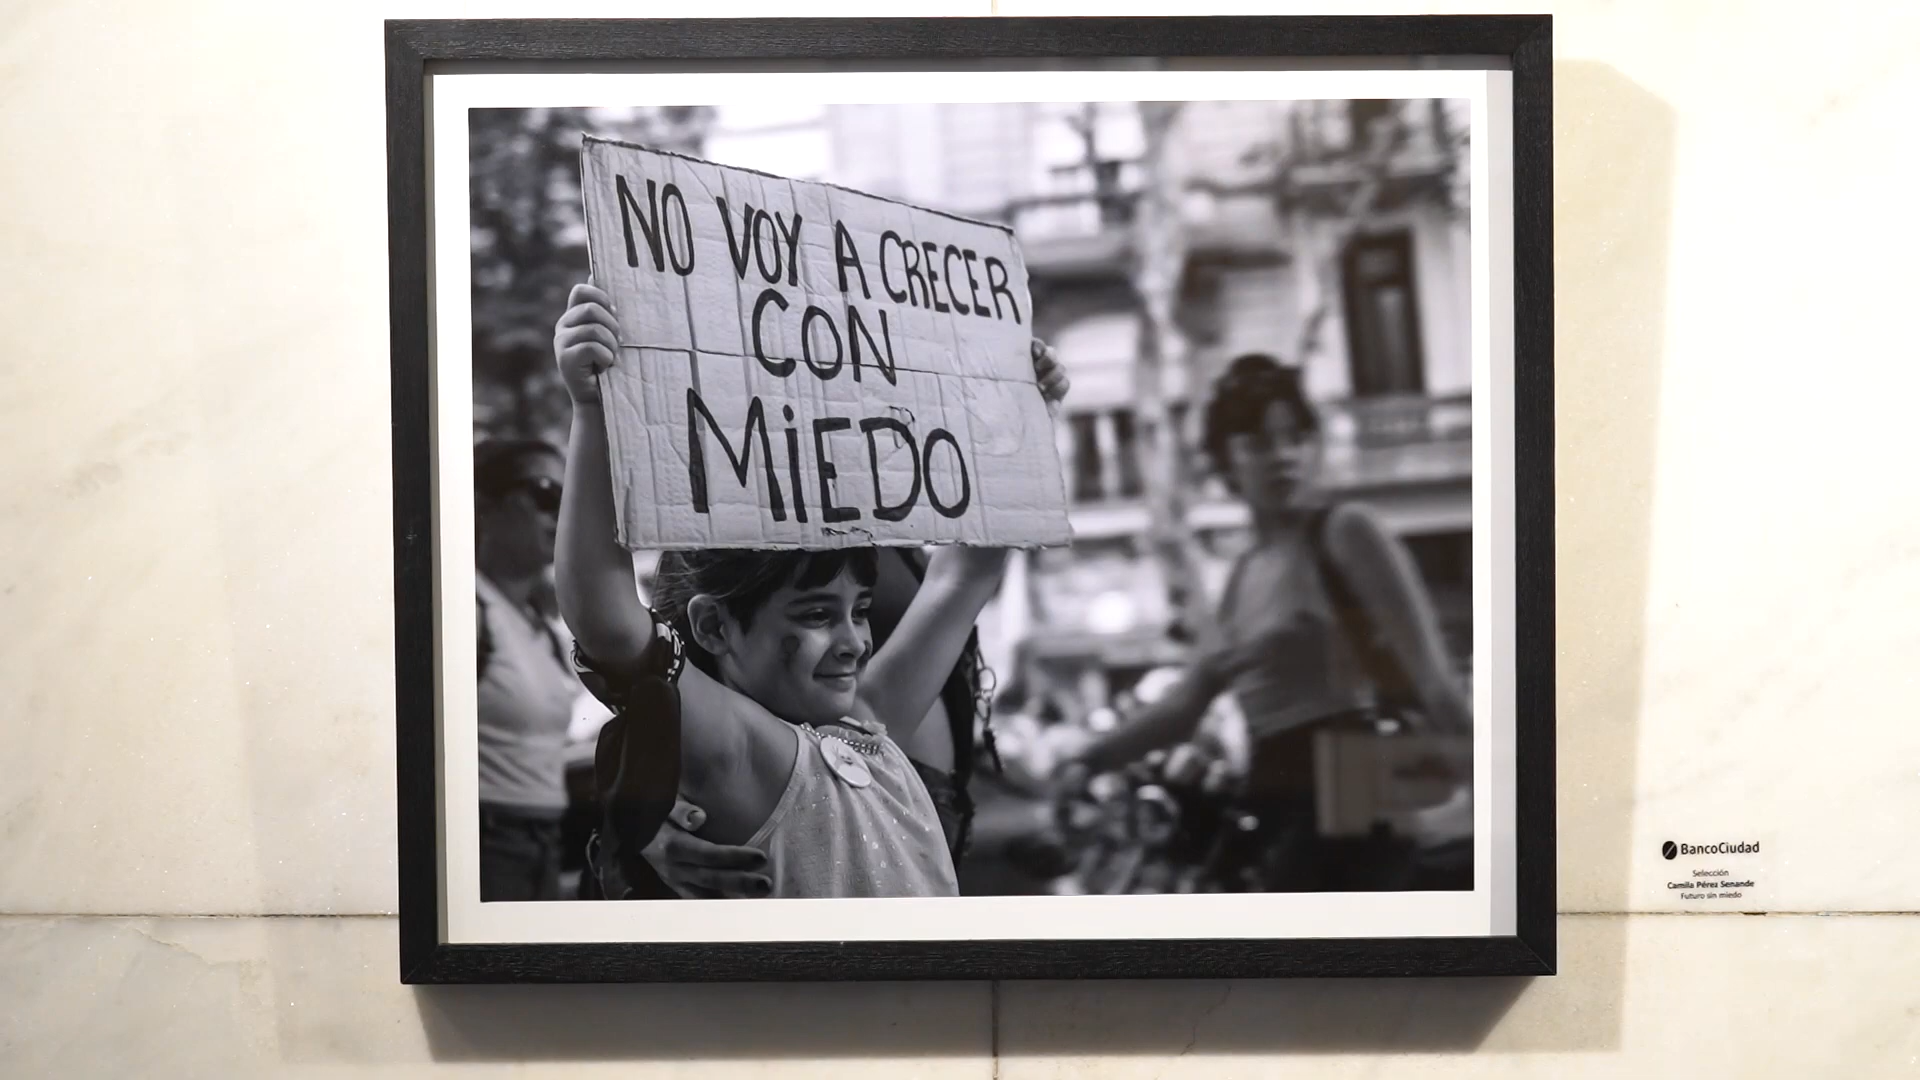 NO VOY A CRECER
CON
MiEDO
BancoCiudad
Selección
Camila Pérez Senande
Futuro sin miedo